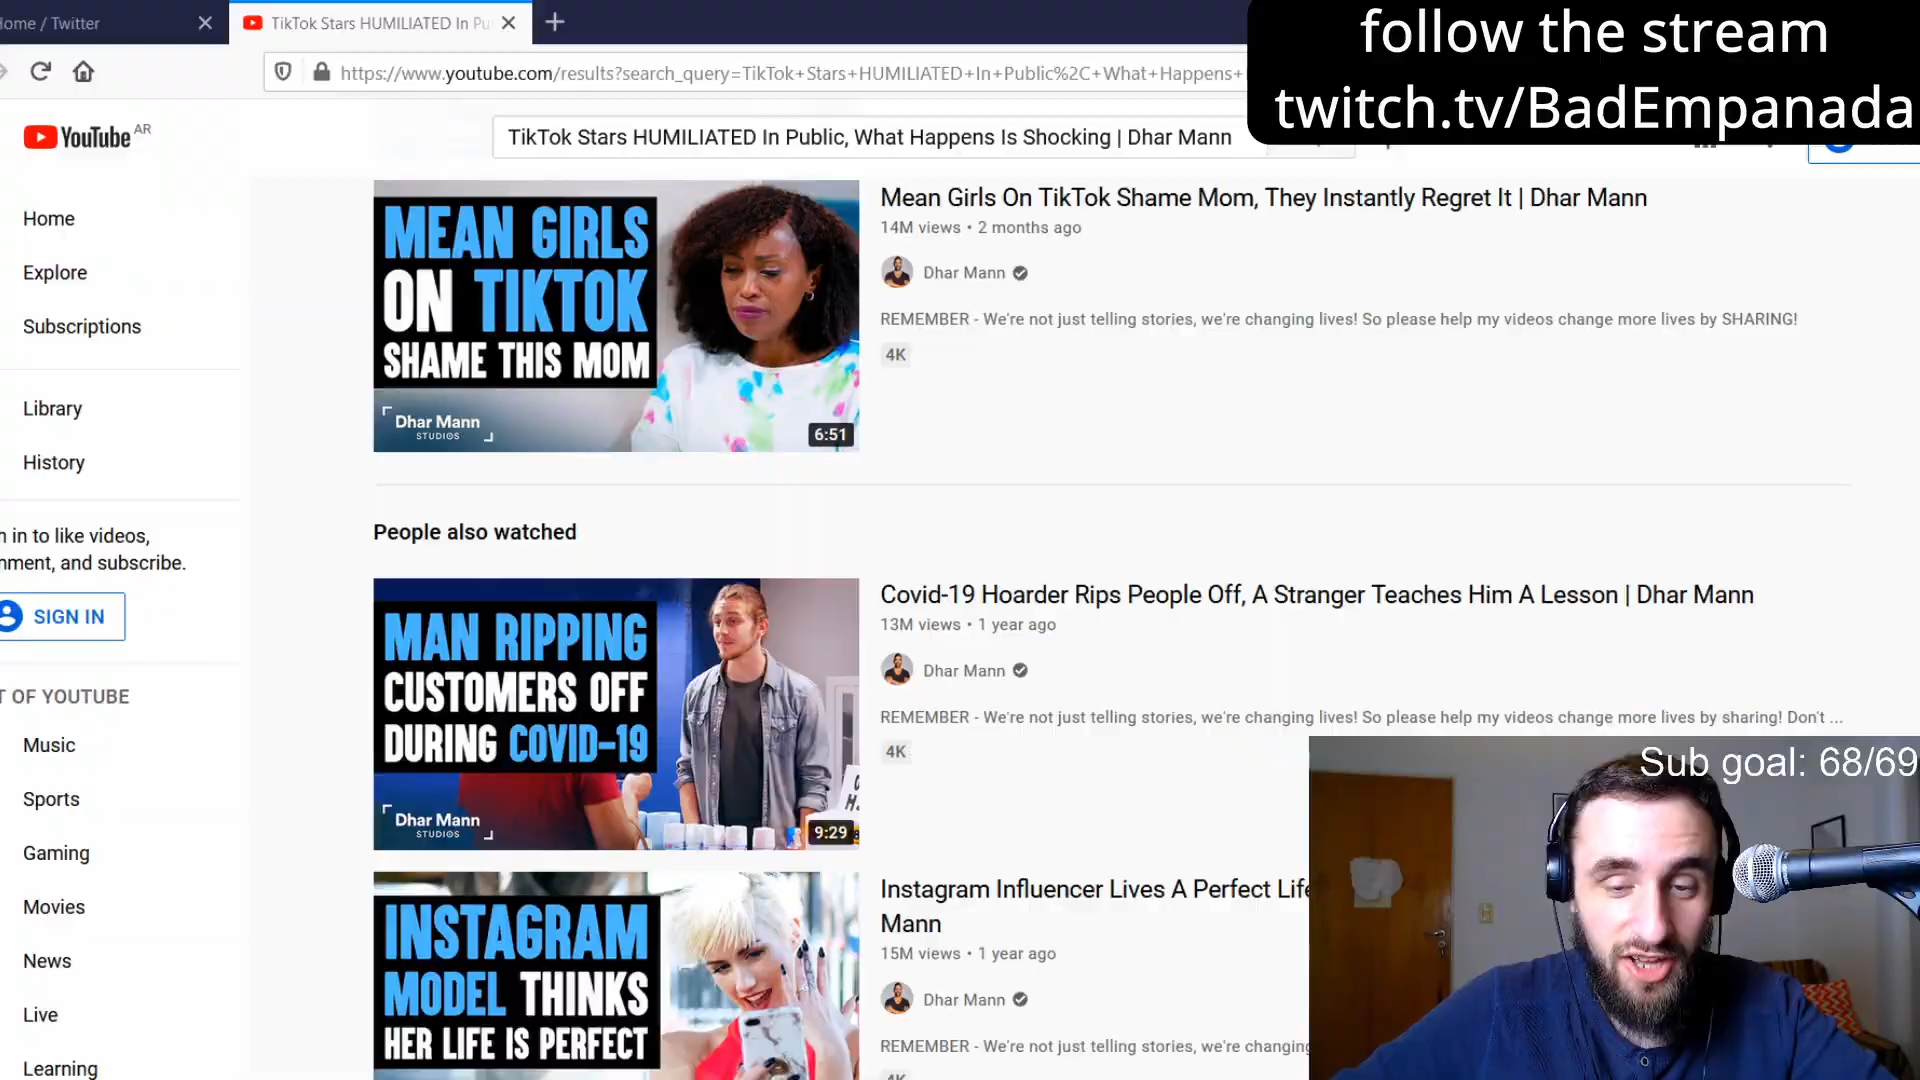 ome / Twitter
TikTok Stars HUMILIATED In Pu
follow the stream
twitch.tv/BadEmpanada
https://www.youtube.com/results?search_query=TikTok+Stars+HUMILIATED+In+Public%2C+What+Happens+
YouTube AR
TikTok Stars HUMILIATED In Public, What Happens Is Shocking | Dhar Mann
Home
Explore
Subscriptions
Library
History
n in to like videos,
mment, and subscribe.
SIGN IN
T OF YOUTUBE
Music
Sports
Gaming
Movies
News
Live
Learning
MEAN GIRLS
ON TIKTOK
SHAME THIS MOM
Dhar Mann
STUDIOS
6:51
Mean Girls On TikTok Shame Mom, They Instantly Regret It | Dhar Mann
14M views • 2 months ago
Dhar Mann
REMEMBER - We're not just telling stories, we're changing lives! So please help my videos change more lives by SHARING!
4K
People also watched
MAN RIPPING
CUSTOMERS OFF
DURING COVID-19
Dhar Mann
STUDIOS
9:29
Covid-19 Hoarder Rips People Off, A Stranger Teaches Him A Lesson | Dhar Mann
13M views • 1 year ago
Dhar Mann
REMEMBER - We're not just telling stories, we're changing lives! So please help my videos change more lives by sharing! Don't ...
4K
Sub goal: 68/69
INSTAGRAM
MODEL THINKS
HER LIFE IS PERFECT
Instagram Influencer Lives A Perfect Life
Mann
15M views • 1 year ago
Dhar Mann
REMEMBER - We're not just telling stories, we're changing
4K